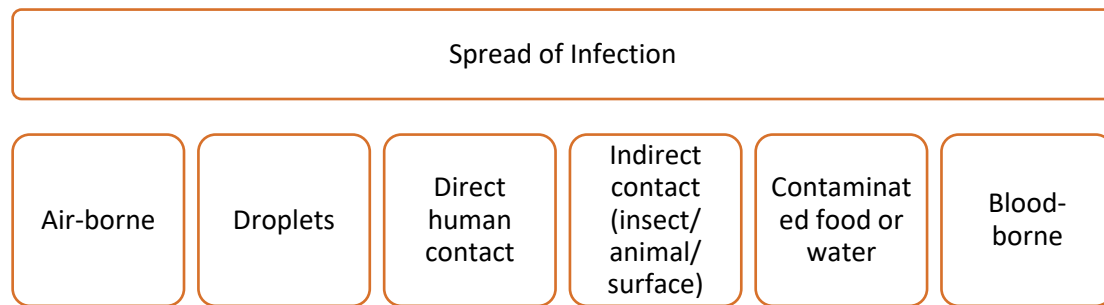 Spread of Infection
Air-borne
Droplets
Direct
human
contact
Indirect
contact
(insect/
animal/
surface)
Contaminat
ed food or
water
Blood-
borne